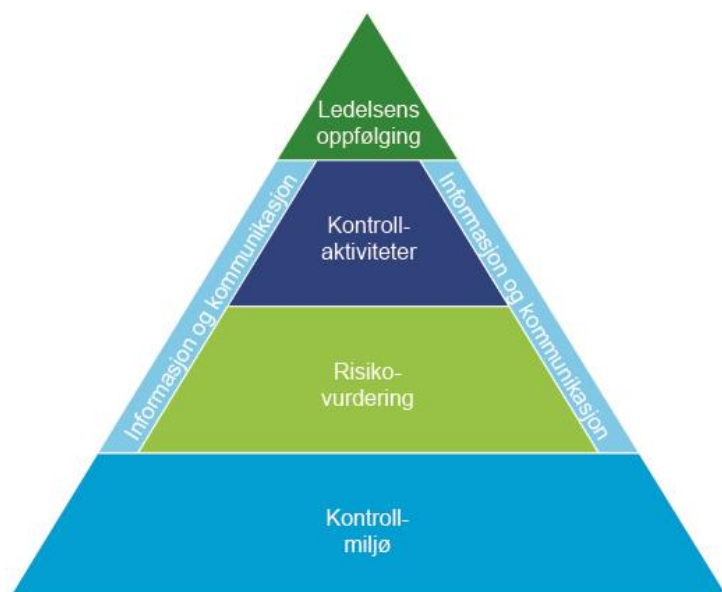 Ledelsens
oppfølging
Informasjon og kommunikasjon
Informasjon og kommunikasjon
Kontroll-
aktiviteter
Risiko-
vurdering
Kontroll-
miljø